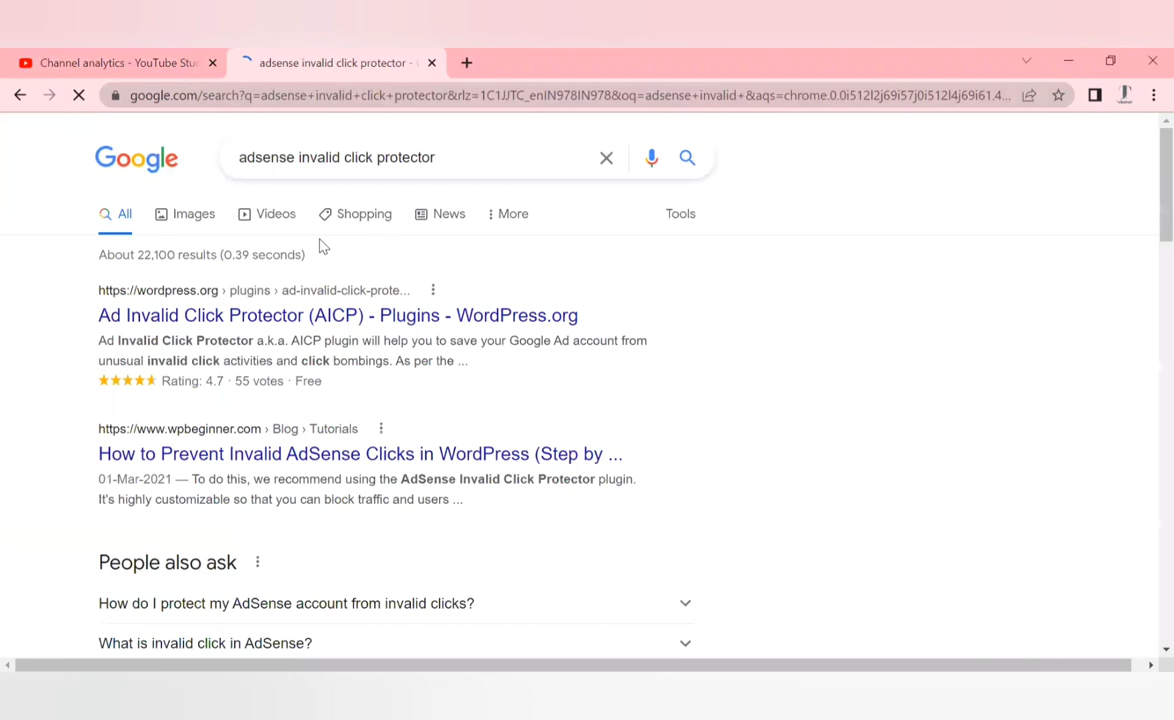 Channel analytics - YouTube Stu
adsense invalid click protector -
google.com/search?q=adsense+invalid+click+protector&rlz=1C1JJTC_enIN978IN978&oq=adsense+invalid+&aqs=chrome.0.0i512l2j69i57j0i512l4j69i61.4...
Google
adsense invalid click protector
All Images Videos Shopping News More Tools
About 22,100 results (0.39 seconds)
https://wordpress.org › plugins › ad-invalid-click-prote...
Ad Invalid Click Protector (AICP) - Plugins - WordPress.org
Ad Invalid Click Protector a.k.a. AICP plugin will help you to save your Google Ad account from
unusual invalid click activities and click bombings. As per the ...
Rating: 4.7 · 55 votes · Free
https://www.wpbeginner.com › Blog › Tutorials
How to Prevent Invalid AdSense Clicks in WordPress (Step by ...
01-Mar-2021 — To do this, we recommend using the AdSense Invalid Click Protector plugin.
It's highly customizable so that you can block traffic and users ...
People also ask
How do I protect my AdSense account from invalid clicks?
What is invalid click in AdSense?